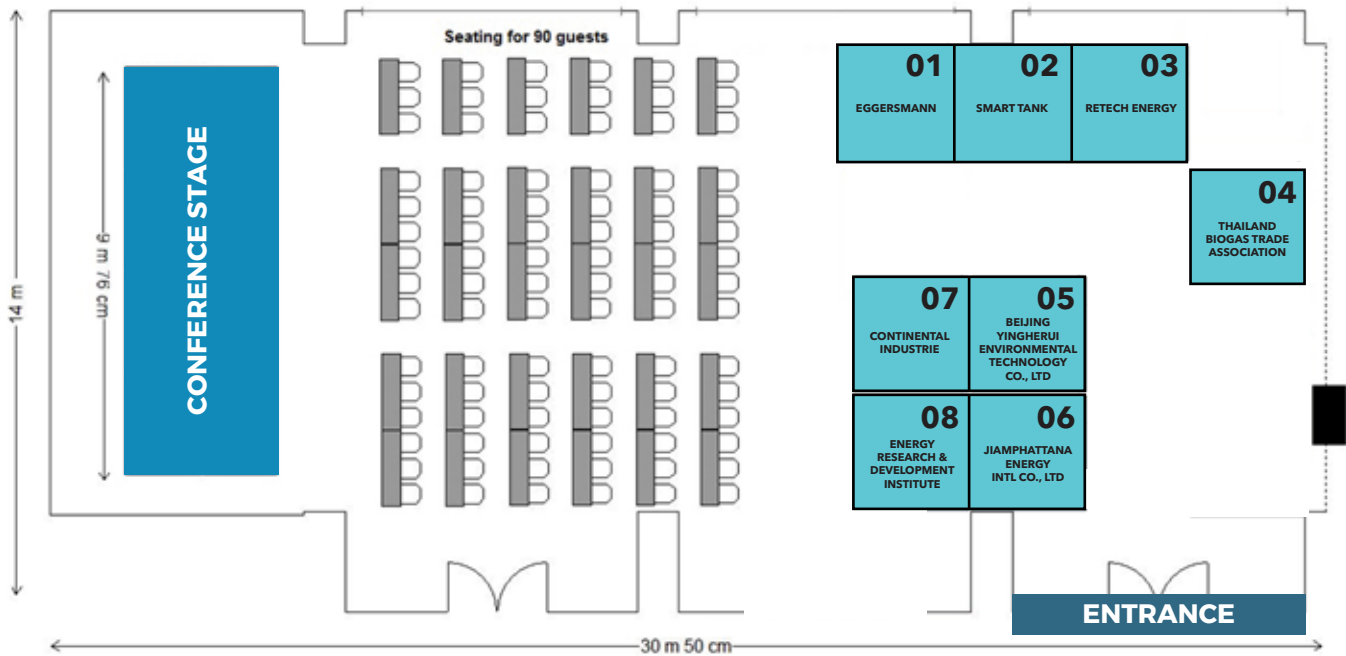 Seating for 90 guests
CONFERENCE STAGE
9 m 76 cm
14 m
01
EGGERSMANN
02
SMART TANK
03
RETECH ENERGY
04
THAILAND
BIOGAS TRADE
ASSOCIATION
07
CONTINENTAL
INDUSTRIE
05
BEIJING
YINGHERUI
ENVIRONMENTAL
TECHNOLOGY
CO., LTD
08
ENERGY
RESEARCH &
DEVELOPMENT
INSTITUTE
06
JIAMPHATTANA
ENERGY
INTL CO., LTD
ENTRANCE
30 m 50 cm